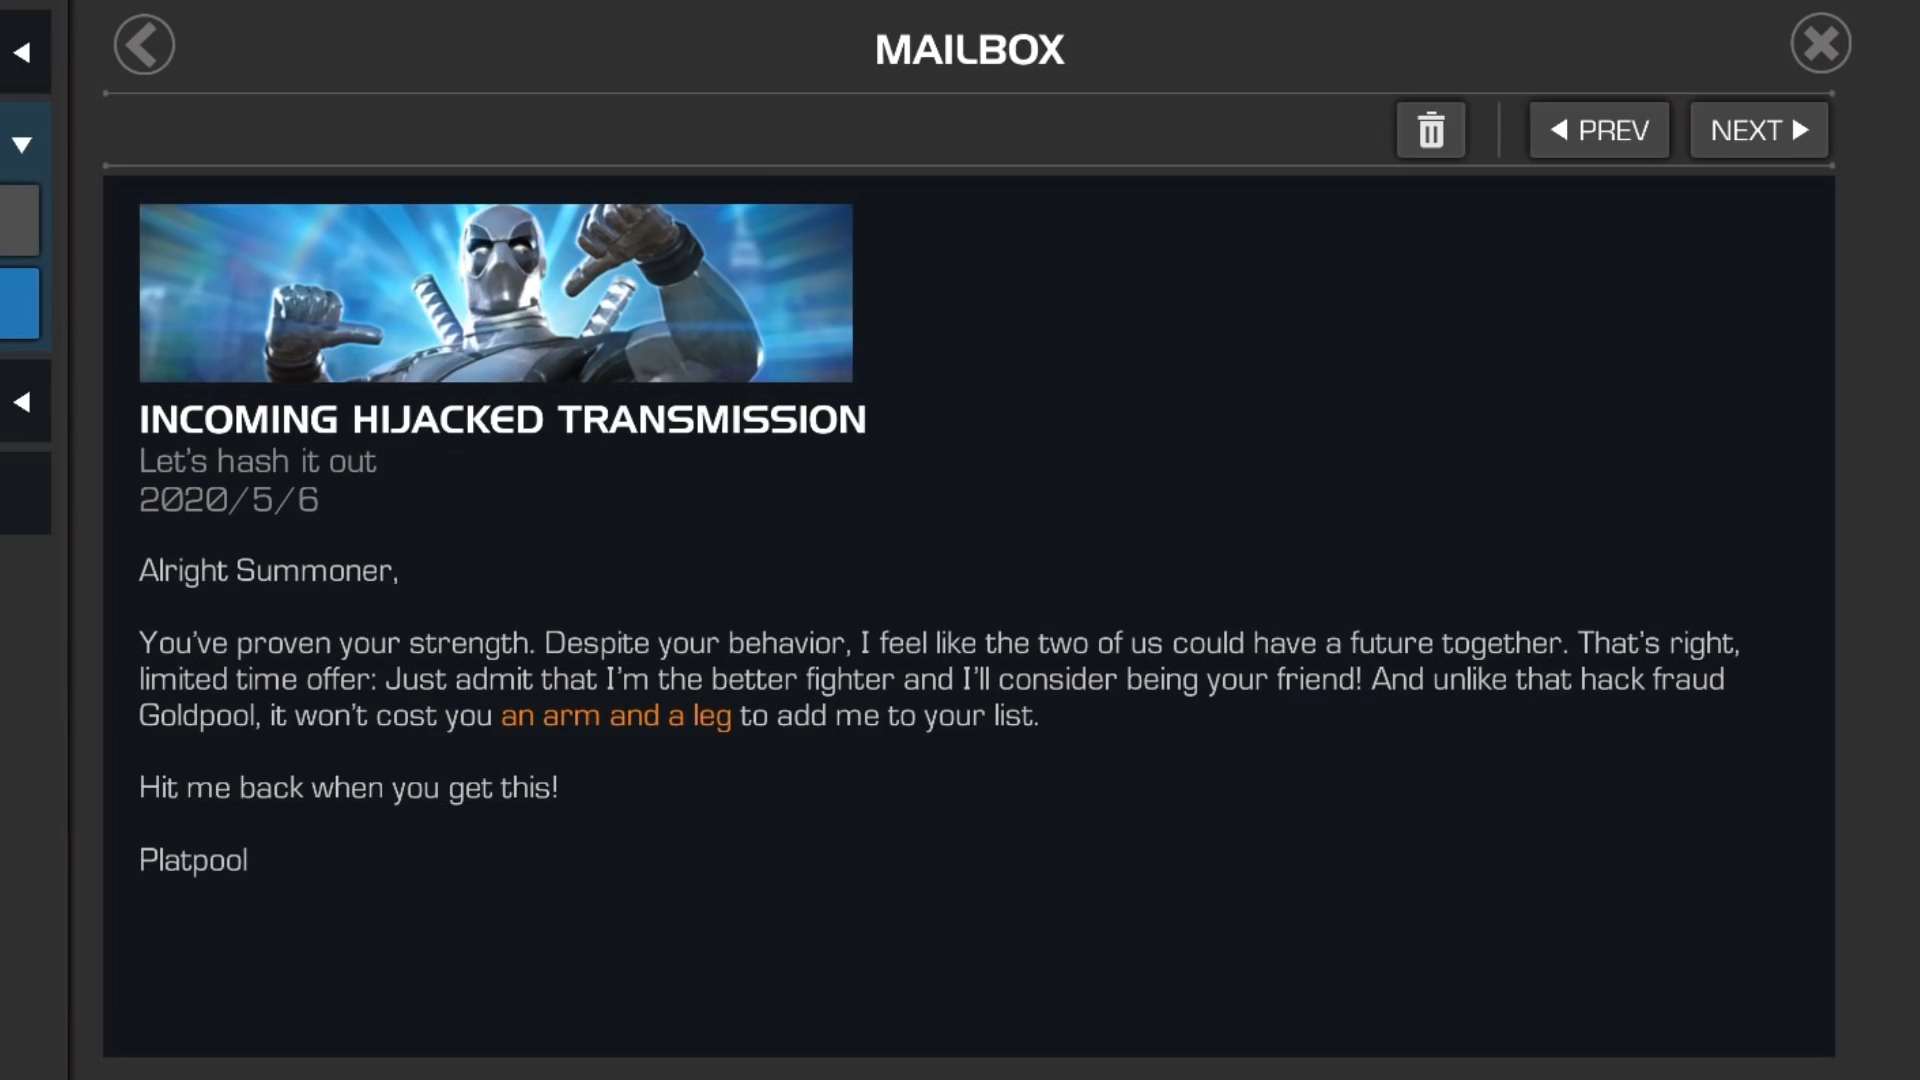 MAILBOX
PREV
NEXT
INCOMING HIJACKED TRANSMISSION
Let's hash it out
2020/5/6
Alright Summoner,
You've proven your strength. Despite your behavior, I feel like the two of us could have a future together. That's right,
limited time offer: Just admit that I'm the better fighter and I'll consider being your friend! And unlike that hack fraud
Goldpool, it won't cost you an arm and a leg to add me to your list.
Hit me back when you get this!
Platpool